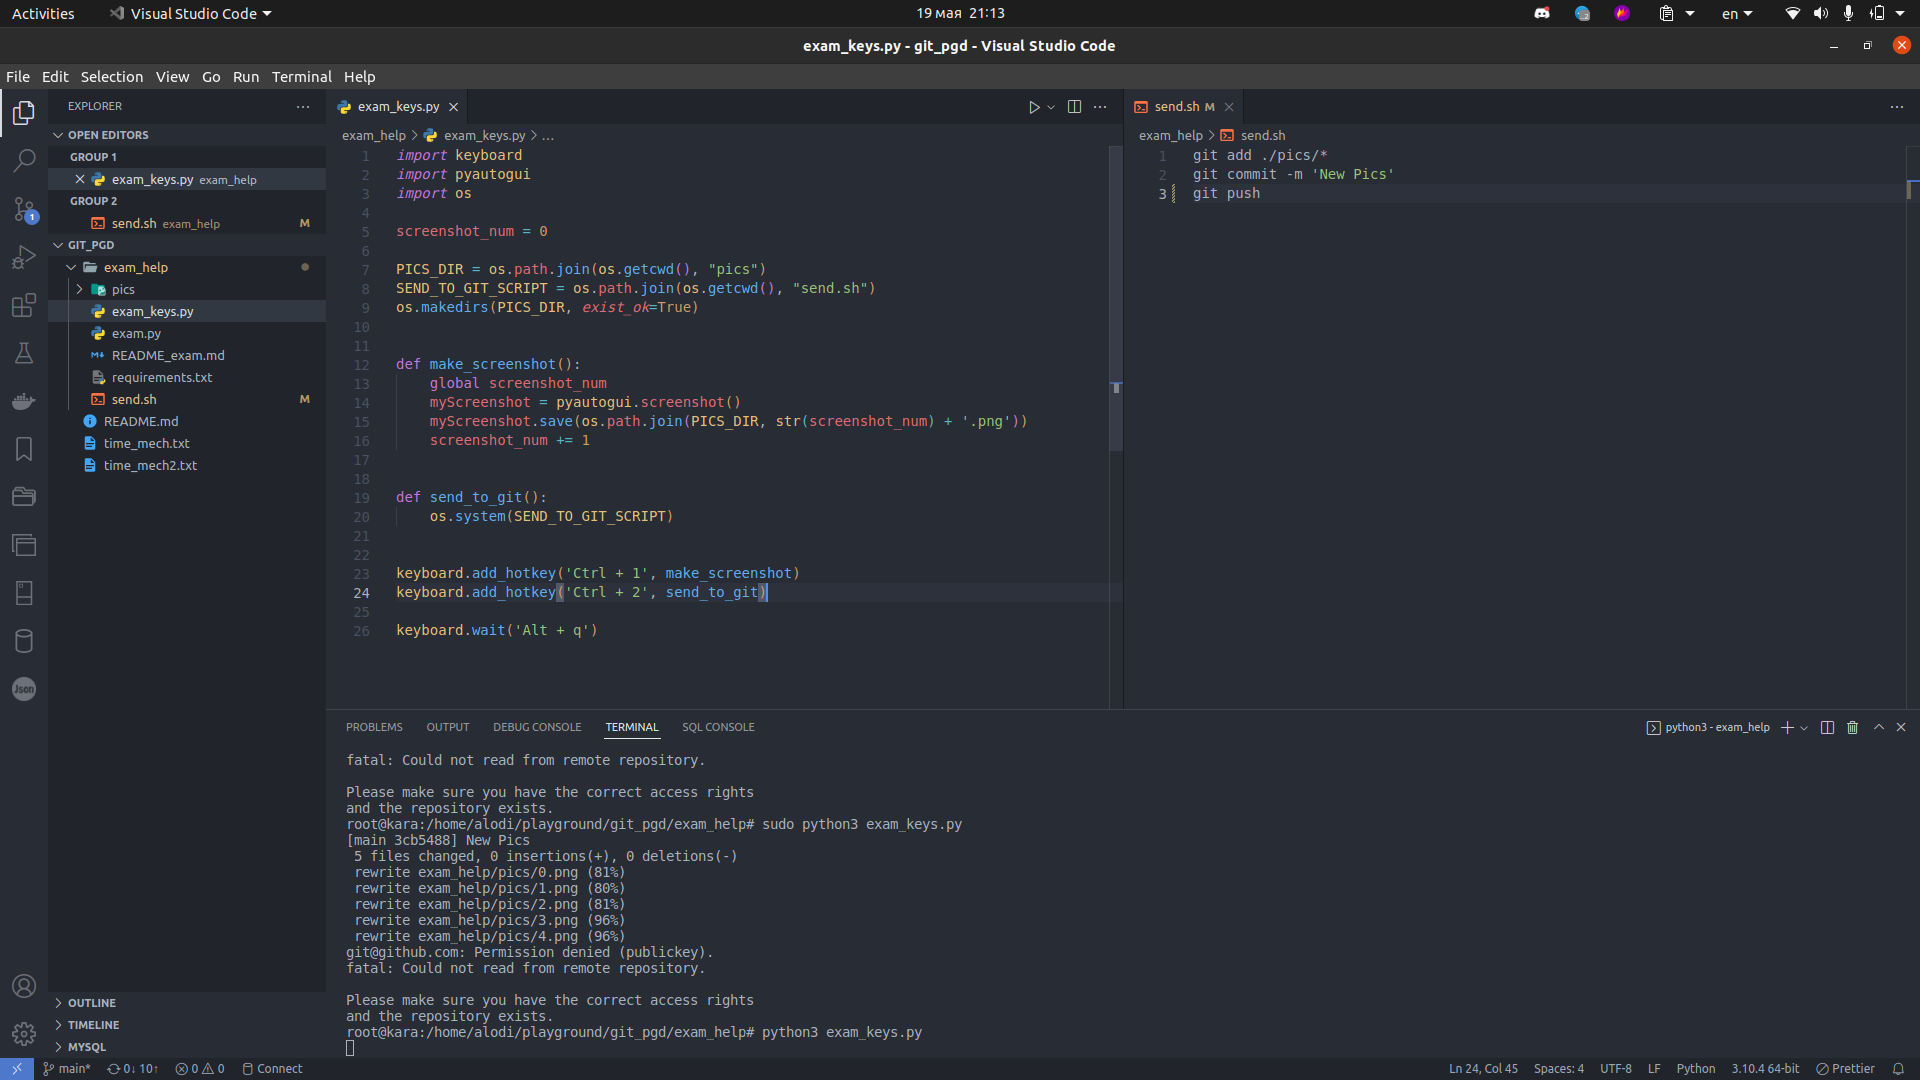 Activities
Visual Studio Code
19 мая 21:13
en
exam_keys.py - git_pgd - Visual Studio Code
File Edit Selection View Go Run Terminal Help
EXPLORER
OPEN EDITORS
GROUP 1
exam_keys.py exam_help
GROUP 2
send.sh exam_help M
GIT_PGD
exam_help
pics
exam_keys.py
exam.py
README_exam.md
requirements.txt
send.sh M
README.md
time_mech.txt
time_mech2.txt
OUTLINE
TIMELINE
MYSQL
1
Json
exam_keys.py
exam_help > exam_keys.py > ...
1 import keyboard
2 import pyautogui
3 import os
4
5 screenshot_num = 0
6
7 PICS_DIR = os.path.join(os.getcwd(), "pics")
8 SEND_TO_GIT_SCRIPT = os.path.join(os.getcwd(), "send.sh")
9 os.makedirs(PICS_DIR, exist_ok=True)
10
11
12 def make_screenshot():
13     global screenshot_num
14     myScreenshot = pyautogui.screenshot()
15     myScreenshot.save(os.path.join(PICS_DIR, str(screenshot_num) + '.png'))
16     screenshot_num += 1
17
18
19 def send_to_git():
20     os.system(SEND_TO_GIT_SCRIPT)
21
22
23 keyboard.add_hotkey('Ctrl + 1', make_screenshot)
24 keyboard.add_hotkey('Ctrl + 2', send_to_git)
25
26 keyboard.wait('Alt + q')
send.sh M
exam_help > send.sh
1 git add ./pics/*
2 git commit -m 'New Pics'
3 git push
PROBLEMS OUTPUT DEBUG CONSOLE TERMINAL SQL CONSOLE
python3 - exam_help
fatal: Could not read from remote repository.

Please make sure you have the correct access rights
and the repository exists.
root@kara:/home/alodi/playground/git_pgd/exam_help# sudo python3 exam_keys.py
[main 3cb5488] New Pics
 5 files changed, 0 insertions(+), 0 deletions(-)
 rewrite exam_help/pics/0.png (81%)
 rewrite exam_help/pics/1.png (80%)
 rewrite exam_help/pics/2.png (81%)
 rewrite exam_help/pics/3.png (96%)
 rewrite exam_help/pics/4.png (96%)
git@github.com: Permission denied (publickey).
fatal: Could not read from remote repository.

Please make sure you have the correct access rights
and the repository exists.
root@kara:/home/alodi/playground/git_pgd/exam_help# python3 exam_keys.py
main* 0↓ 10↑ 0 0 Connect
Ln 24, Col 45 Spaces: 4 UTF-8 LF Python 3.10.4 64-bit Prettier